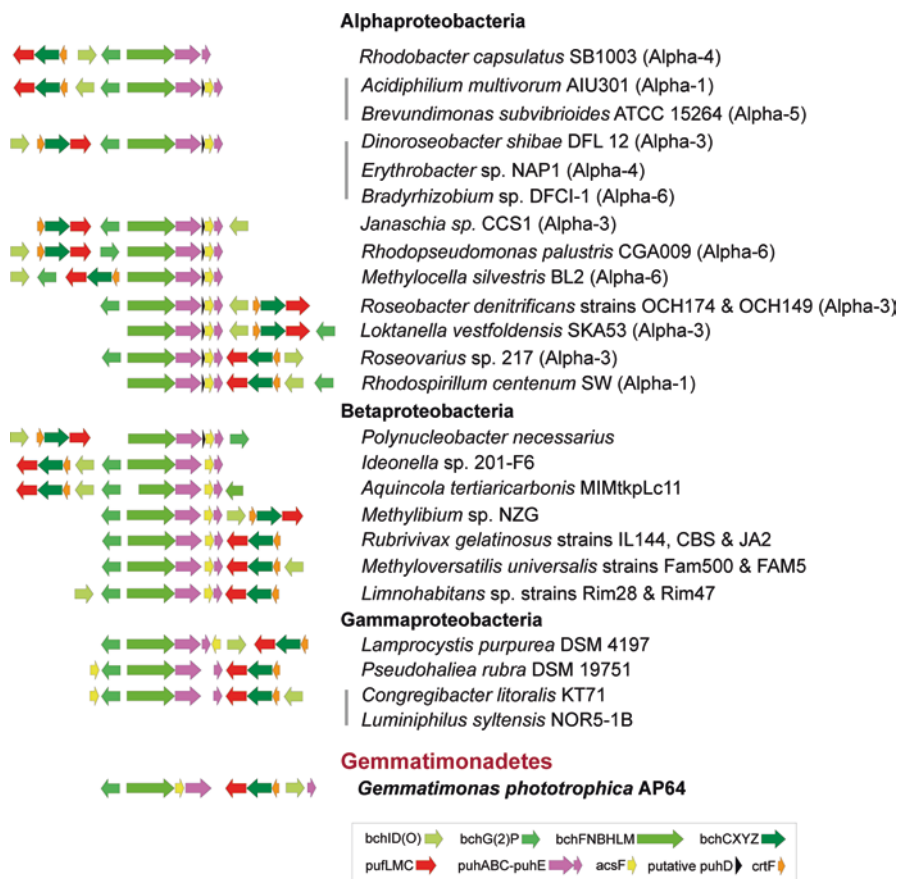 Alphaproteobacteria
Rhodobacter capsulatus SB1003 (Alpha-4)
Acidiphilium multivorum AIU301 (Alpha-1)
Brevundimonas subvibrioides ATCC 15264 (Alpha-5)
Dinoroseobacter shibae DFL 12 (Alpha-3)
Erythrobacter sp. NAP1 (Alpha-4)
Bradyrhizobium sp. DFCI-1 (Alpha-6)
Janaschia sp. CCS1 (Alpha-3)
Rhodopseudomonas palustris CGA009 (Alpha-6)
Methylocella silvestris BL2 (Alpha-6)
Roseobacter denitrificans strains OCH174 & OCH149 (Alpha-3)
Loktanella vestfoldensis SKA53 (Alpha-3)
Roseovarius sp. 217 (Alpha-3)
Rhodospirillum centenum SW (Alpha-1)
Betaproteobacteria
Polynucleobacter necessarius
Ideonella sp. 201-F6
Aquincola tertiaricarbonis MIMtkpLc11
Methylibium sp. NZG
Rubrivivax gelatinosus strains IL144, CBS & JA2
Methyloversatilis universalis strains Fam500 & FAM5
Limnohabitans sp. strains Rim28 & Rim47
Gammaproteobacteria
Lamprocystis purpurea DSM 4197
Pseudohaliea rubra DSM 19751
Congregibacter litoralis KT71
Luminiphilus syltensis NOR5-1B
Gemmatimonadetes
Gemmatimonas phototrophica AP64
bchID(O) bchG(2)P bchFNBHLM bchCXYZ
pufLMC puhABC-puhE acsF putative puhD crtF